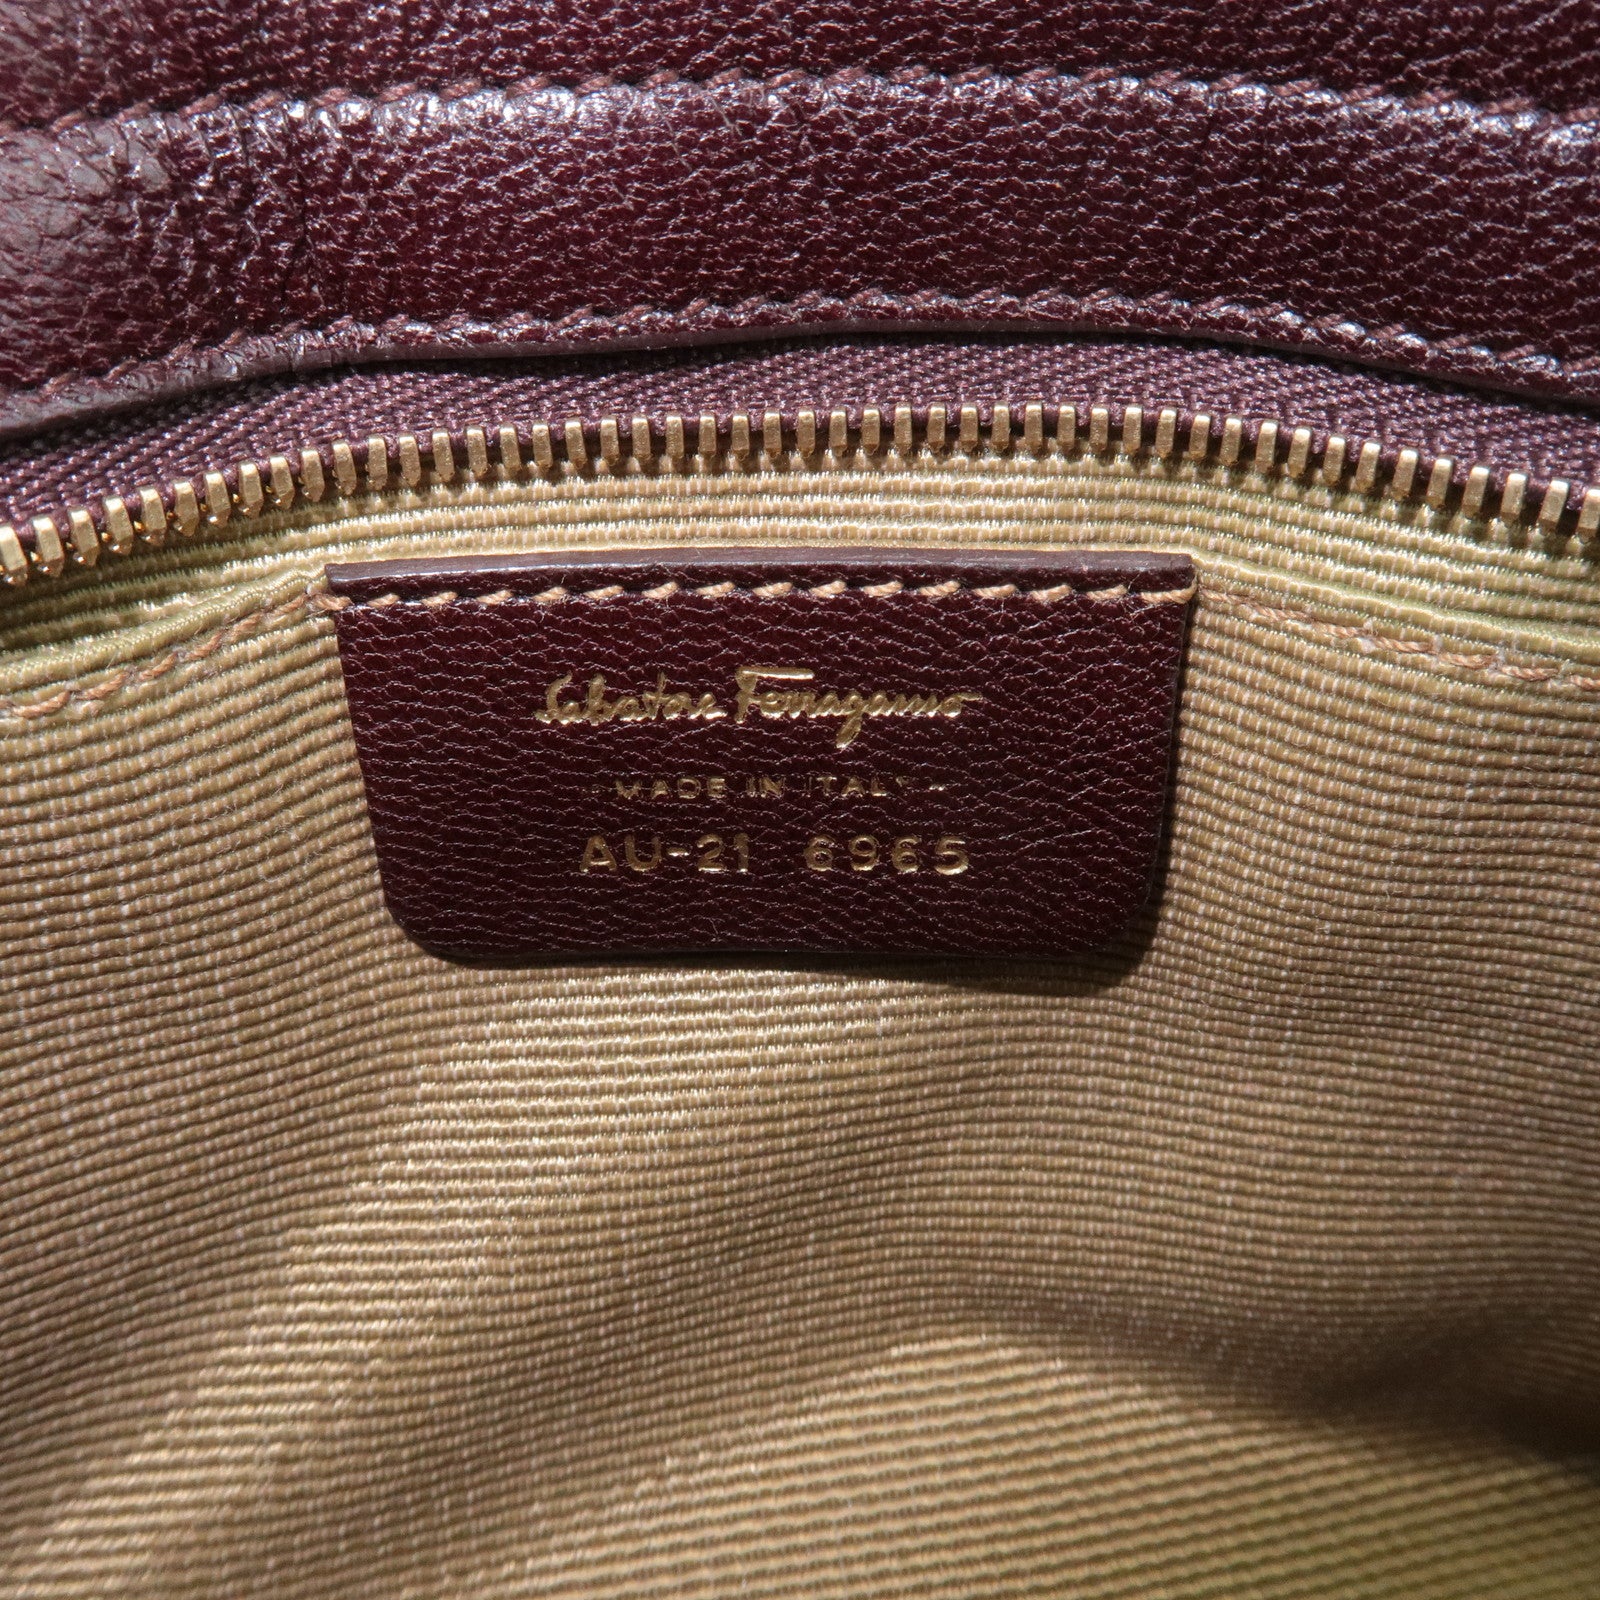 Salvatore Ferragamo
- MADE IN ITALY -
AU-21 6965